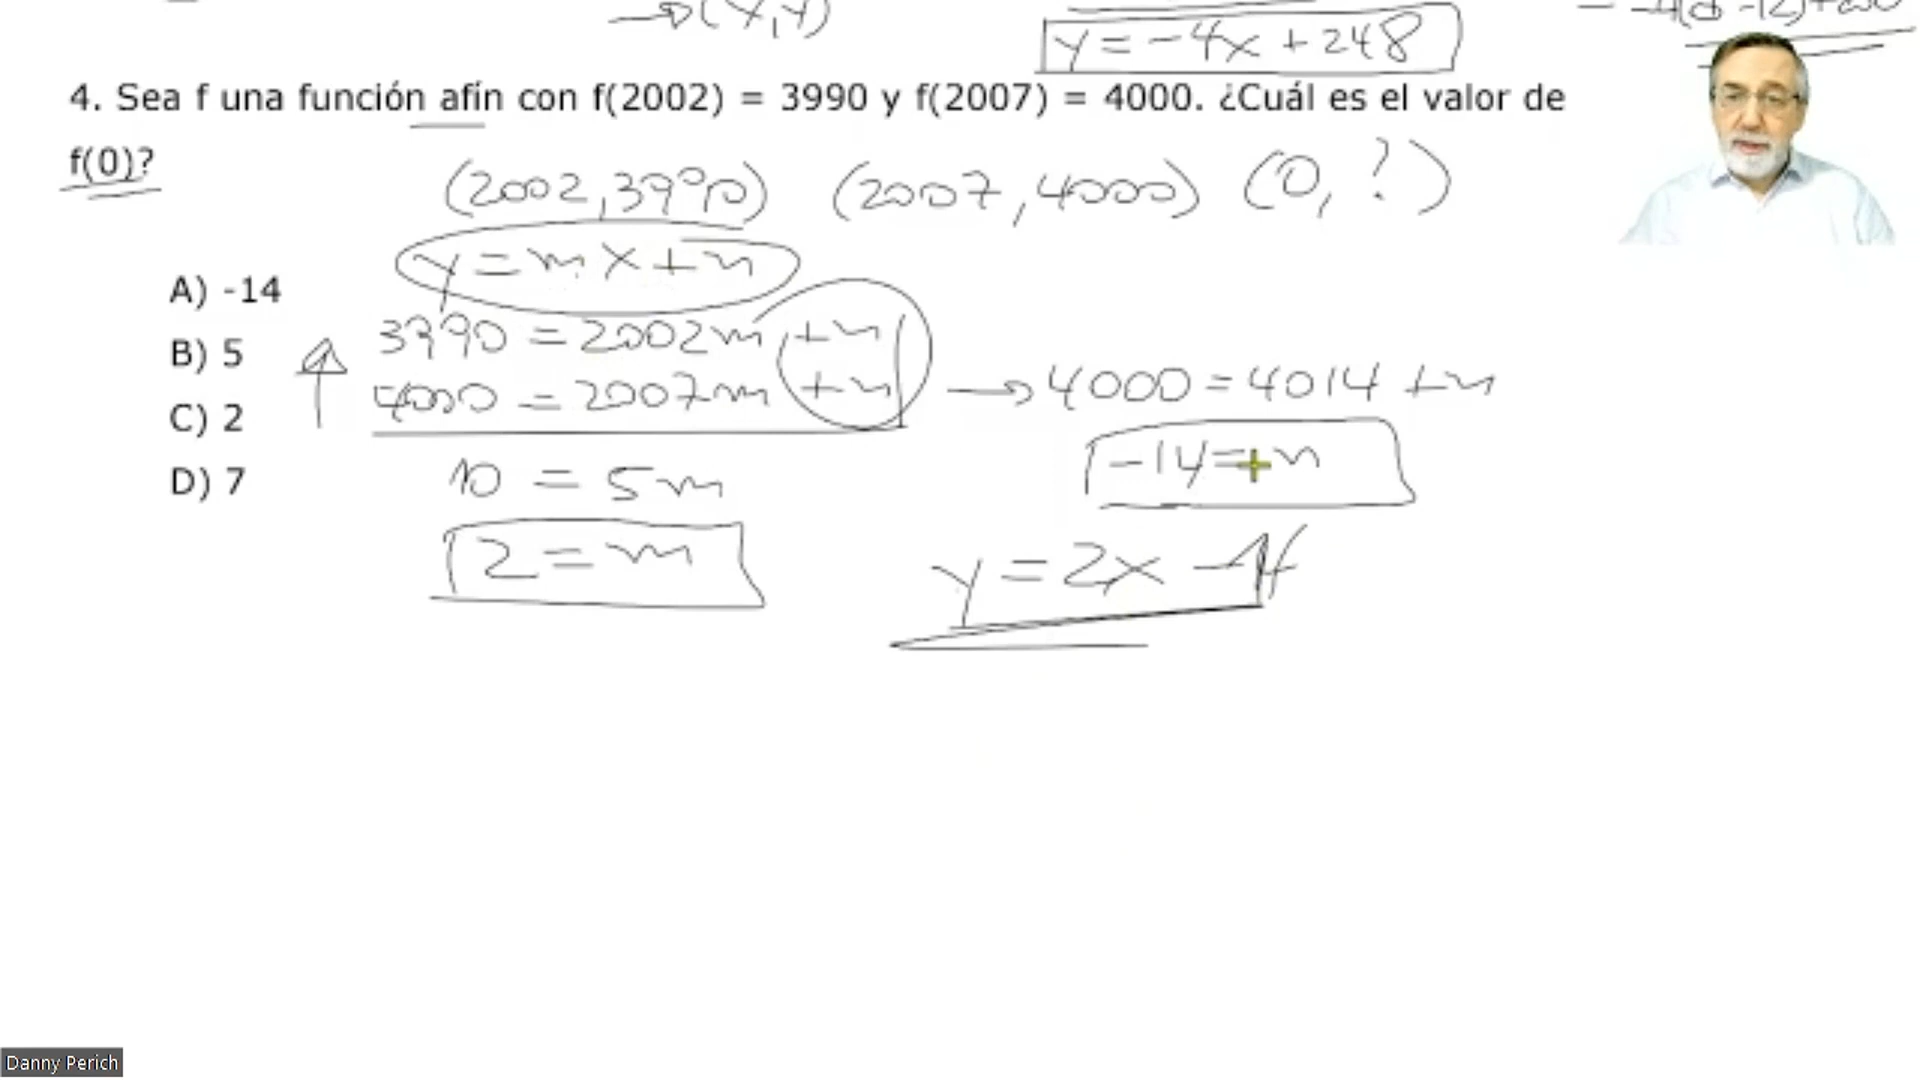 →(x,y)
y=-4x+248
4. Sea f una función afín con f(2002) = 3990 y f(2007) = 4000. ¿Cuál es el valor de
f(0)?
(2002,3990) (2007,4000) (0,?)
y=mx+n
A) -14
B) 5
C) 2
D) 7
3990 = 2002m +n
4000 = 2007m +n
→ 4000 = 4014 +n
10 = 5m
-14=n
2=m
y=2x-14
Danny Perich